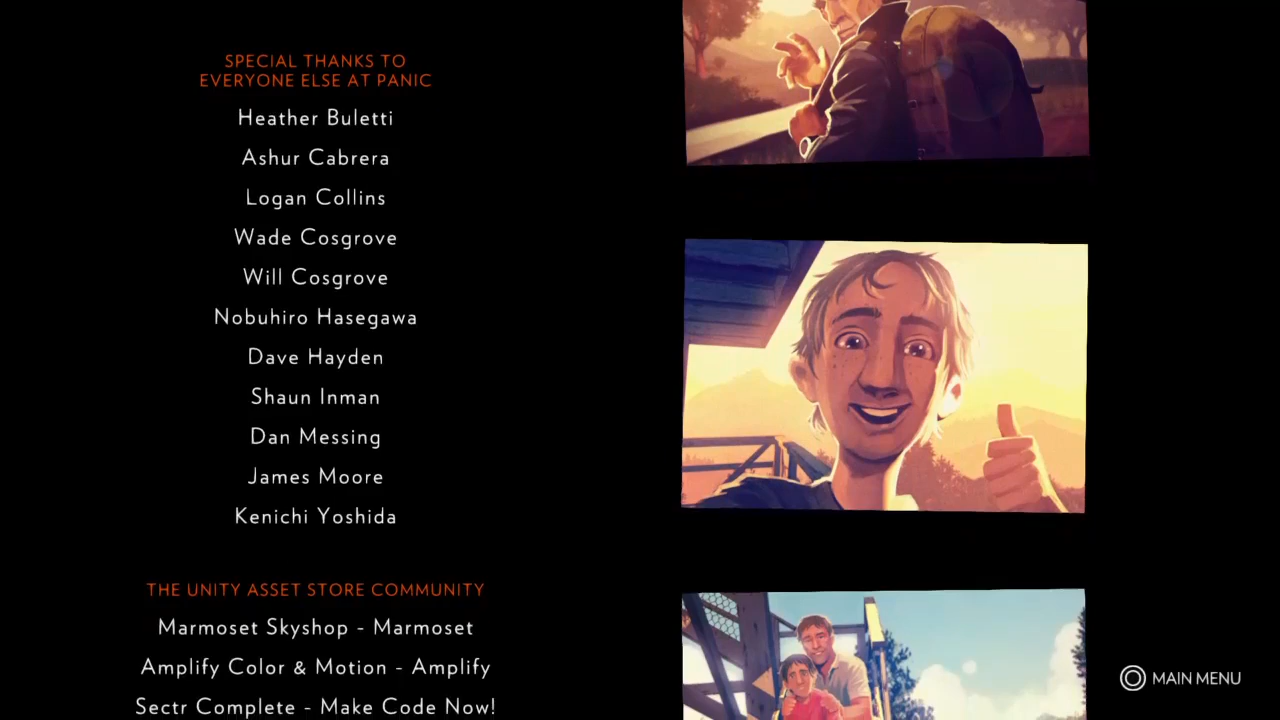 SPECIAL THANKS TO
EVERYONE ELSE AT PANIC
Heather Buletti
Ashur Cabrera
Logan Collins
Wade Cosgrove
Will Cosgrove
Nobuhiro Hasegawa
Dave Hayden
Shaun Inman
Dan Messing
James Moore
Kenichi Yoshida
THE UNITY ASSET STORE COMMUNITY
Marmoset Skyshop - Marmoset
Amplify Color & Motion - Amplify
Sectr Complete - Make Code Now!
MAIN MENU